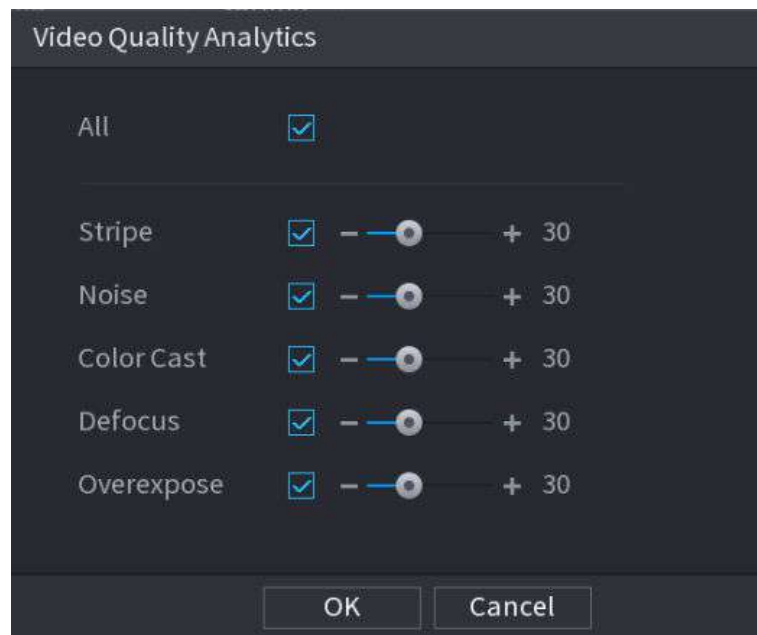 Video Quality Analytics
All
Stripe 30
Noise 30
Color Cast 30
Defocus 30
Overexpose 30
OK Cancel